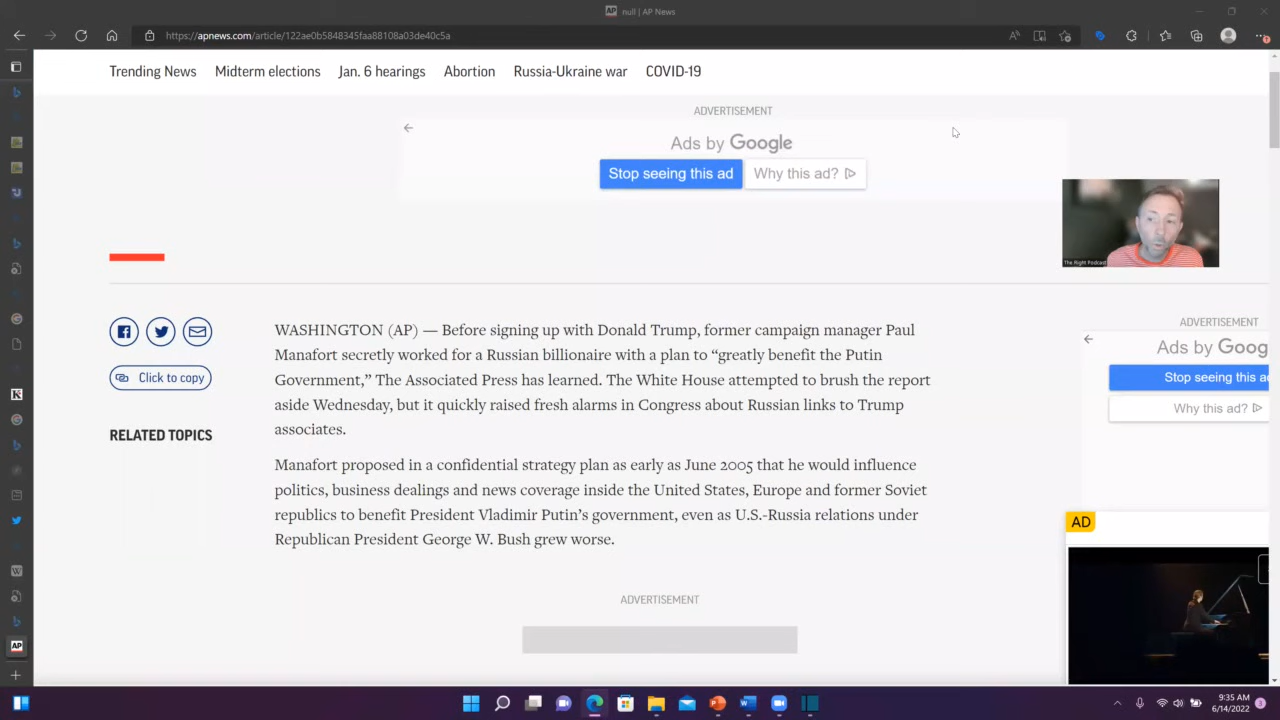 AP null | AP News
https://apnews.com/article/122ae0b5848345faa88108a03de40c5a
Trending News Midterm elections Jan. 6 hearings Abortion Russia-Ukraine war COVID-19
ADVERTISEMENT
Ads by Google
Stop seeing this ad Why this ad?
The Right Podcast
WASHINGTON (AP) — Before signing up with Donald Trump, former campaign manager Paul
Manafort secretly worked for a Russian billionaire with a plan to “greatly benefit the Putin
Government,” The Associated Press has learned. The White House attempted to brush the report
aside Wednesday, but it quickly raised fresh alarms in Congress about Russian links to Trump
associates.
Click to copy
RELATED TOPICS
Manafort proposed in a confidential strategy plan as early as June 2005 that he would influence
politics, business dealings and news coverage inside the United States, Europe and former Soviet
republics to benefit President Vladimir Putin’s government, even as U.S.-Russia relations under
Republican President George W. Bush grew worse.
ADVERTISEMENT
ADVERTISEMENT
Ads by Goog
Stop seeing this ad
Why this ad?
AD
AP
9:35 AM
6/14/2022